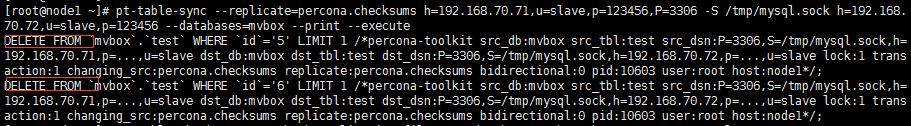 [root@node1 ~]# pt-table-sync --replicate=percona.checksums h=192.168.70.71,u=slave,p=123456,P=3306 -S /tmp/mysql.sock h=192.168.
70.72,u=slave,p=123456 --databases=mvbox --print --execute
DELETE FROM `mvbox`.`test` WHERE `id`='5' LIMIT 1 /*percona-toolkit src_db:mvbox src_tbl:test src_dsn:P=3306,S=/tmp/mysql.sock,h=
192.168.70.71,p=...,u=slave dst_db:mvbox dst_tbl:test dst_dsn:P=3306,S=/tmp/mysql.sock,h=192.168.70.72,p=...,u=slave lock:1 trans
action:1 changing_src:percona.checksums replicate:percona.checksums bidirectional:0 pid:10603 user:root host:node1*/;
DELETE FROM `mvbox`.`test` WHERE `id`='6' LIMIT 1 /*percona-toolkit src_db:mvbox src_tbl:test src_dsn:P=3306,S=/tmp/mysql.sock,h=
192.168.70.71,p=...,u=slave dst_db:mvbox dst_tbl:test dst_dsn:P=3306,S=/tmp/mysql.sock,h=192.168.70.72,p=...,u=slave lock:1 trans
action:1 changing_src:percona.checksums replicate:percona.checksums bidirectional:0 pid:10603 user:root host:node1*/;